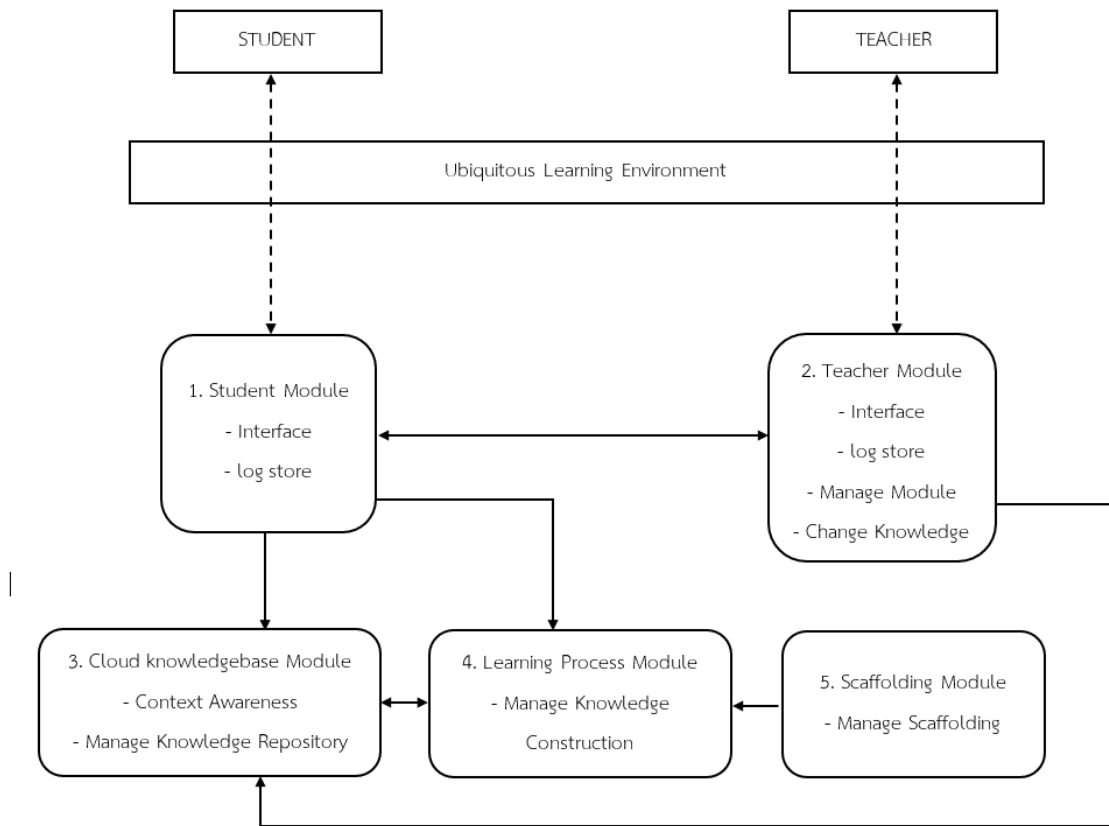 STUDENT
TEACHER
Ubiquitous Learning Environment
1. Student Module
- Interface
- log store
2. Teacher Module
- Interface
- log store
- Manage Module
- Change Knowledge
3. Cloud knowledgebase Module
- Context Awareness
- Manage Knowledge Repository
4. Learning Process Module
- Manage Knowledge
Construction
5. Scaffolding Module
- Manage Scaffolding